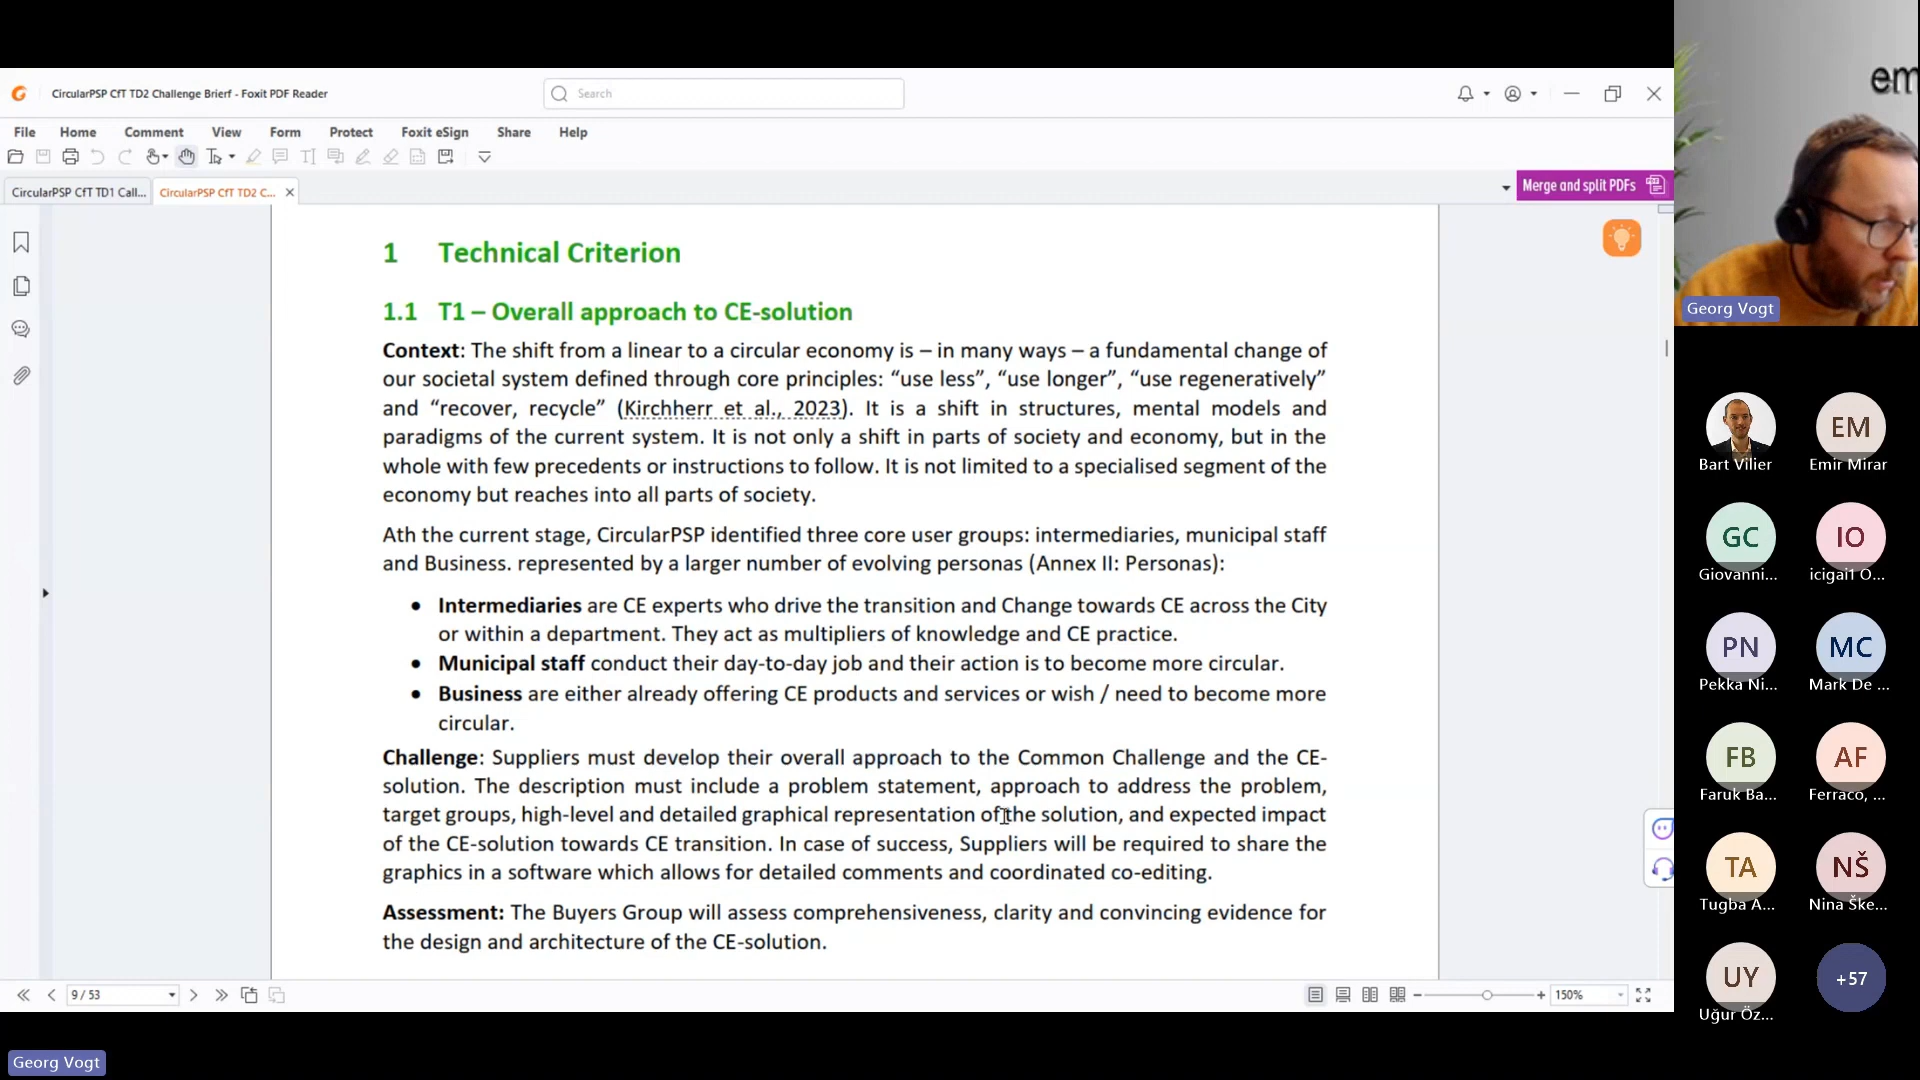 em
CircularPSP CfT TD2 Challenge Brierf - Foxit PDF Reader
Search
File Home Comment View Form Protect Foxit eSign Share Help
CircularPSP CfT TD1 Call...
CircularPSP CfT TD2 C...
Merge and split PDFs
1 Technical Criterion
1.1 T1 – Overall approach to CE-solution
Context: The shift from a linear to a circular economy is – in many ways – a fundamental change of
our societal system defined through core principles: “use less”, “use longer”, “use regeneratively”
and “recover, recycle” (Kirchherr et al., 2023). It is a shift in structures, mental models and
paradigms of the current system. It is not only a shift in parts of society and economy, but in the
whole with few precedents or instructions to follow. It is not limited to a specialised segment of the
economy but reaches into all parts of society.
Ath the current stage, CircularPSP identified three core user groups: intermediaries, municipal staff
and Business. represented by a larger number of evolving personas (Annex II: Personas):
• Intermediaries are CE experts who drive the transition and Change towards CE across the City
or within a department. They act as multipliers of knowledge and CE practice.
• Municipal staff conduct their day-to-day job and their action is to become more circular.
• Business are either already offering CE products and services or wish / need to become more
circular.
Challenge: Suppliers must develop their overall approach to the Common Challenge and the CE-
solution. The description must include a problem statement, approach to address the problem,
target groups, high-level and detailed graphical representation of the solution, and expected impact
of the CE-solution towards CE transition. In case of success, Suppliers will be required to share the
graphics in a software which allows for detailed comments and coordinated co-editing.
Assessment: The Buyers Group will assess comprehensiveness, clarity and convincing evidence for
the design and architecture of the CE-solution.
9 / 53
150%
Georg Vogt
Georg Vogt
Bart Vilier
EM
Emir Mirar
GC
Giovanni...
IO
icigai1 O...
PN
Pekka Ni...
MC
Mark De ...
FB
Faruk Ba...
AF
Ferraco, ...
TA
Tugba A...
NŠ
Nina Ške...
UY
Uğur Öz...
+57